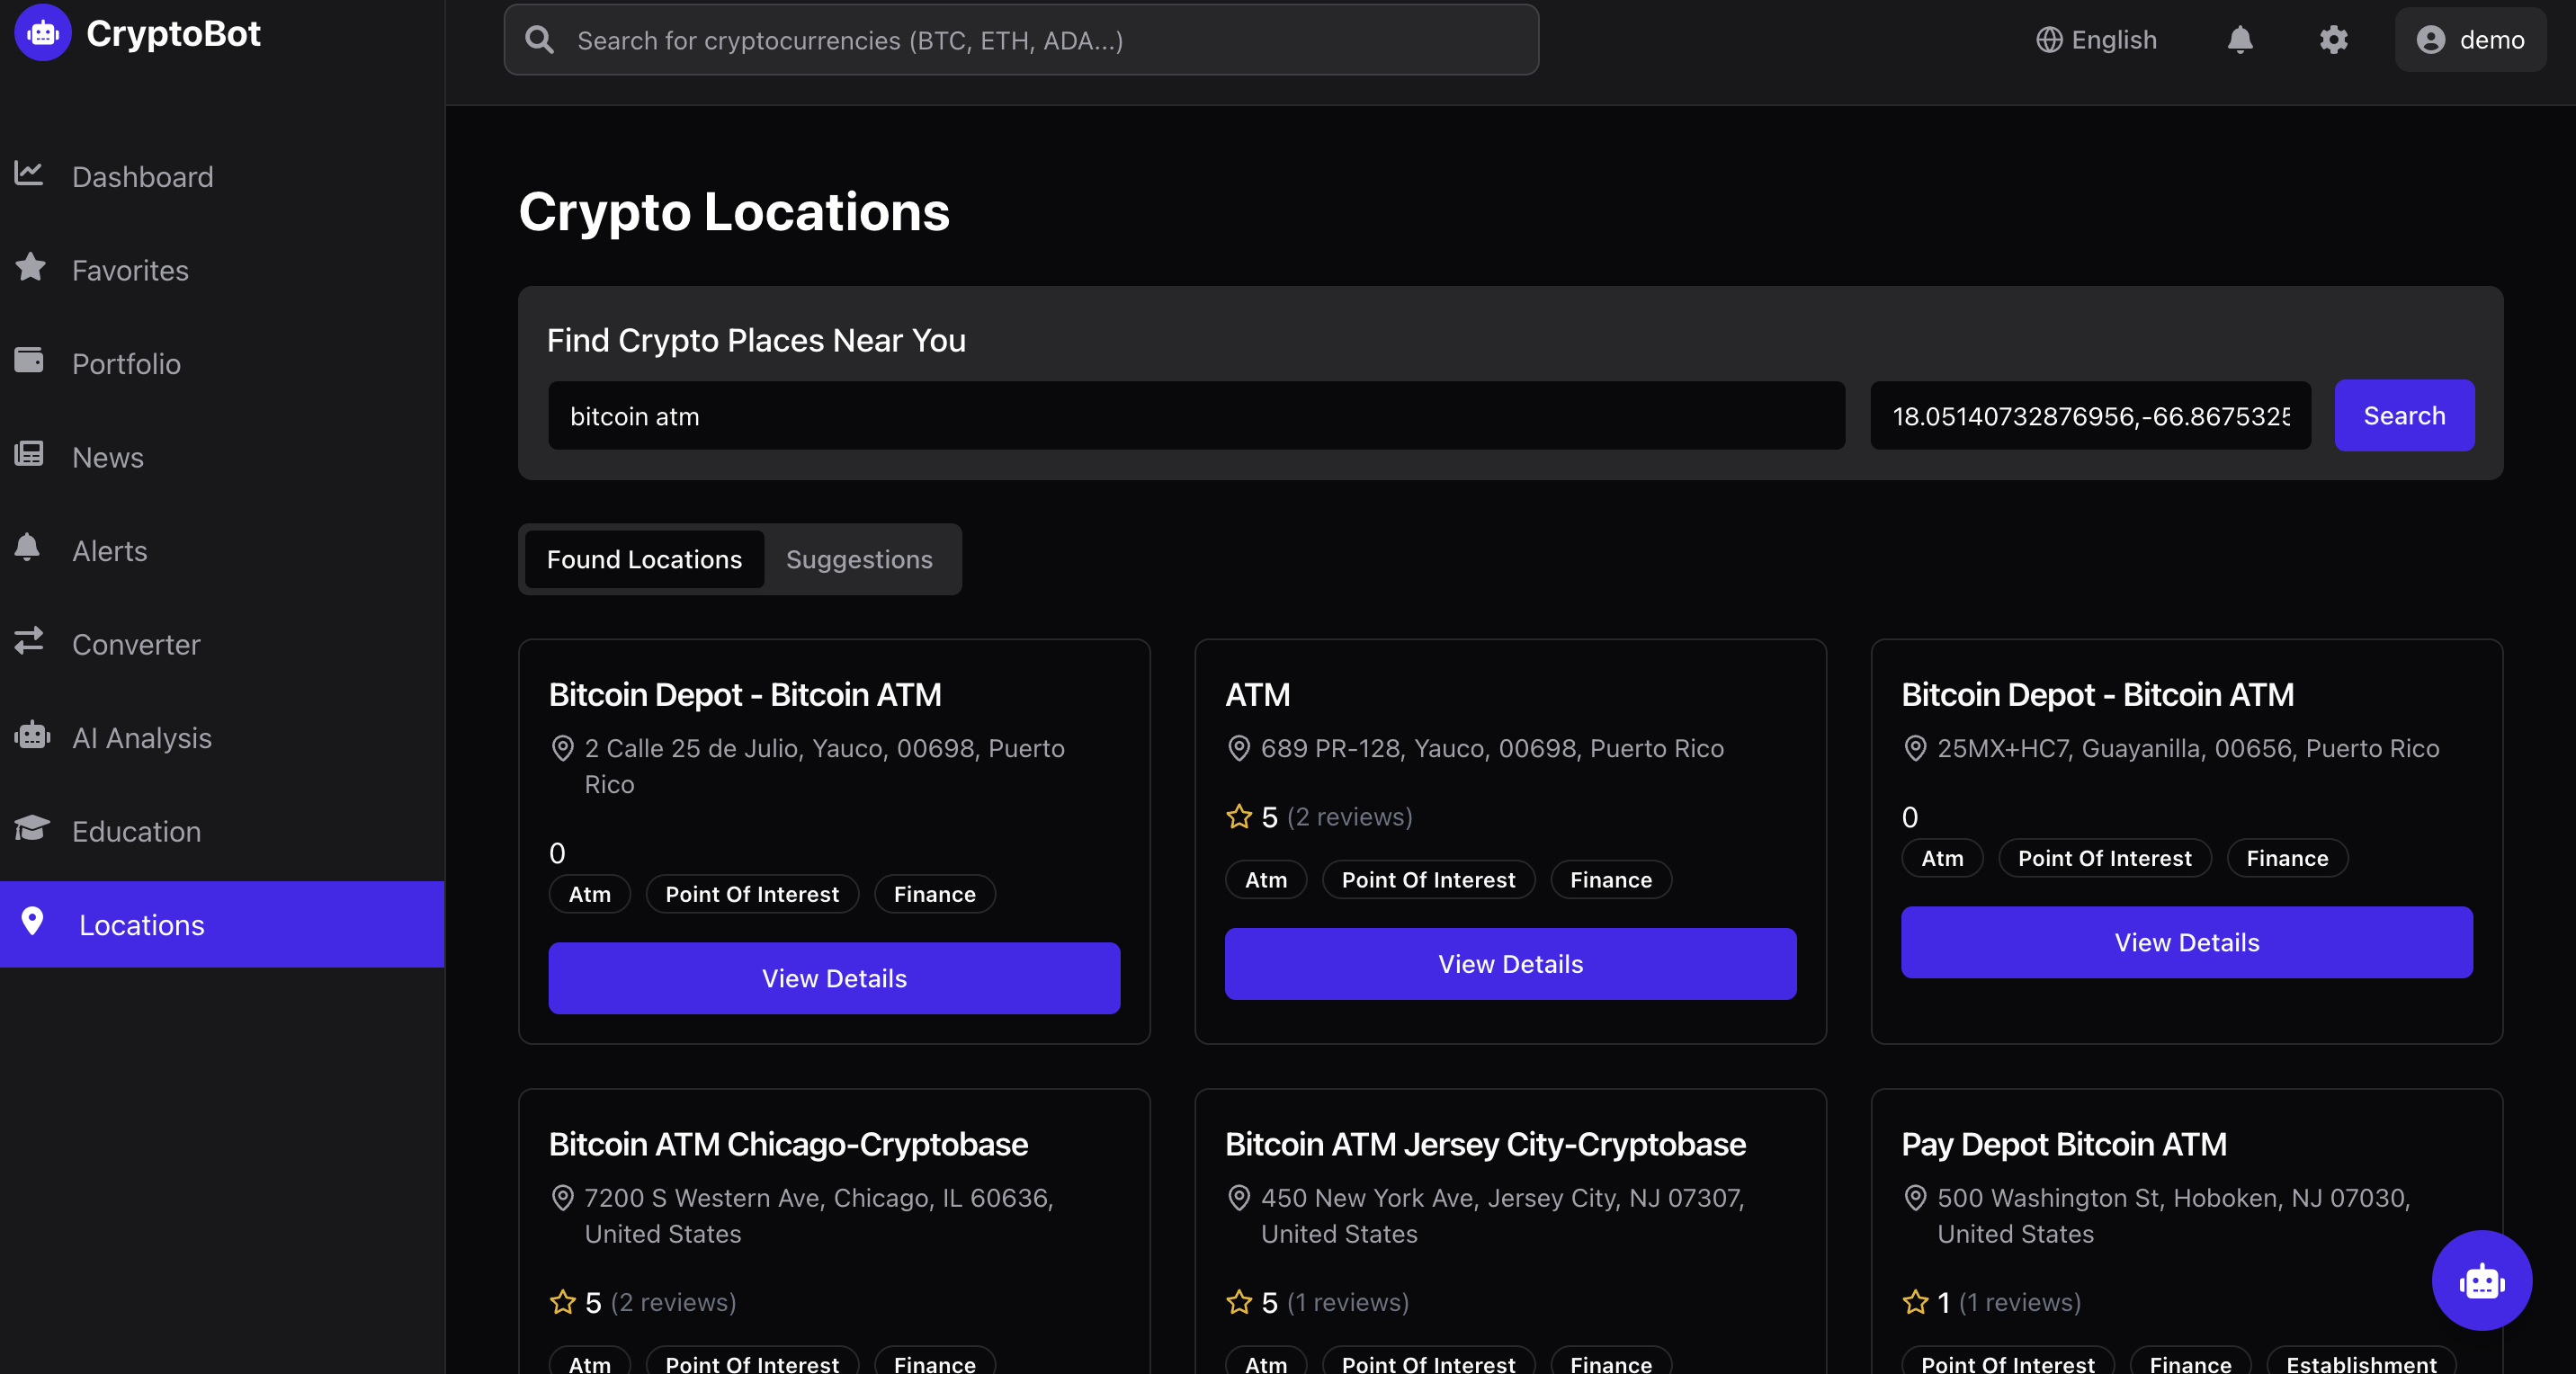 CryptoBot
Search for cryptocurrencies (BTC, ETH, ADA...)
English
demo
Dashboard
Favorites
Portfolio
News
Alerts
Converter
AI Analysis
Education
Locations
Crypto Locations
Find Crypto Places Near You
bitcoin atm
18.05140732876956,-66.8675325
Search
Found Locations
Suggestions
Bitcoin Depot - Bitcoin ATM
2 Calle 25 de Julio, Yauco, 00698, Puerto
Rico
0
Atm
Point Of Interest
Finance
View Details
ATM
689 PR-128, Yauco, 00698, Puerto Rico
5 (2 reviews)
Atm
Point Of Interest
Finance
View Details
Bitcoin Depot - Bitcoin ATM
25MX+HC7, Guayanilla, 00656, Puerto Rico
0
Atm
Point Of Interest
Finance
View Details
Bitcoin ATM Chicago-Cryptobase
7200 S Western Ave, Chicago, IL 60636,
United States
5 (2 reviews)
Atm
Point Of Interest
Finance
Bitcoin ATM Jersey City-Cryptobase
450 New York Ave, Jersey City, NJ 07307,
United States
5 (1 reviews)
Atm
Point Of Interest
Finance
Pay Depot Bitcoin ATM
500 Washington St, Hoboken, NJ 07030,
United States
1 (1 reviews)
Point Of Interest
Finance
Establishment